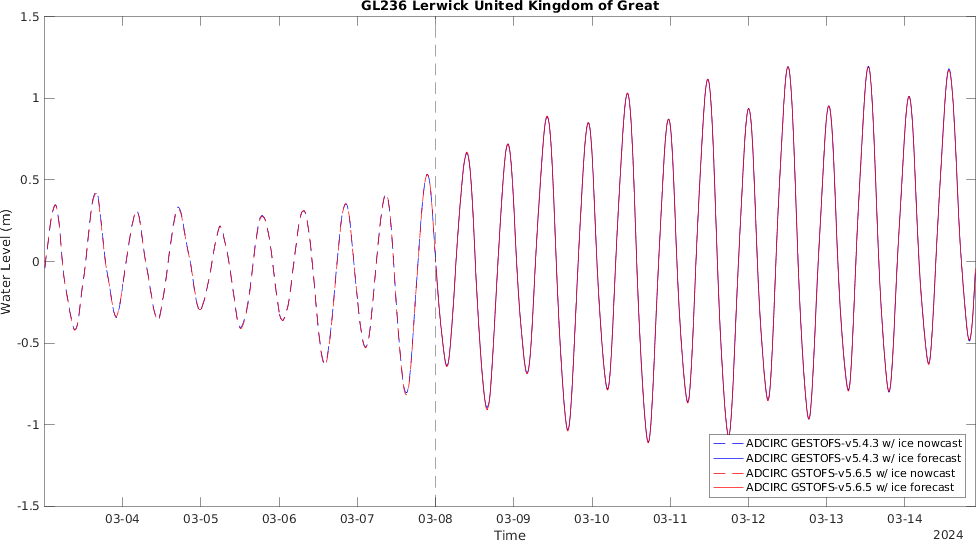 GL236 Lerwick United Kingdom of Great
1.5
1
0.5
0
-0.5
-1
-1.5
Water Level (m)
ADCIRC GESTOFS-v5.4.3 w/ ice nowcast
ADCIRC GESTOFS-v5.4.3 w/ ice forecast
ADCIRC GSTOFS-v5.6.5 w/ ice nowcast
ADCIRC GSTOFS-v5.6.5 w/ ice forecast
03-04 03-05 03-06 03-07 03-08 03-09 03-10 03-11 03-12 03-13 03-14
Time
2024